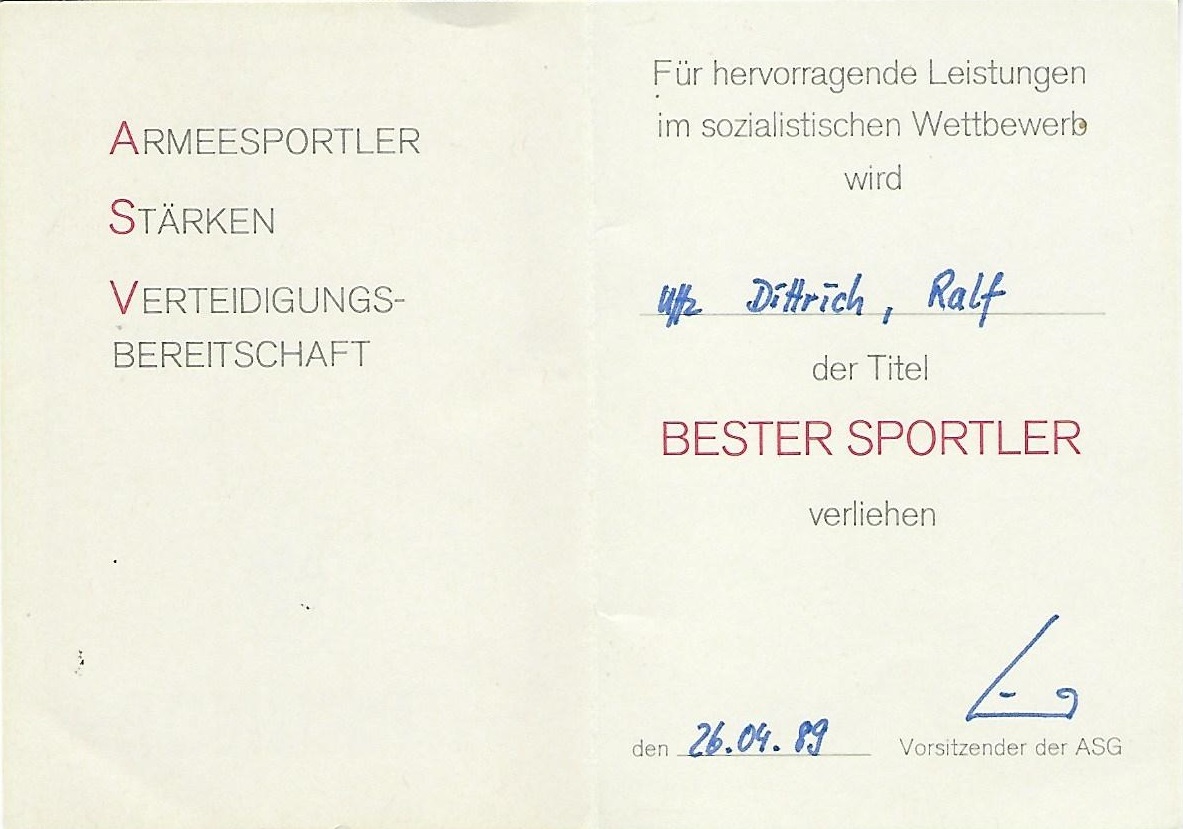 ARMEESPORTLER
STÄRKEN
VERTEIDIGUNGS-
BEREITSCHAFT
Für hervorragende Leistungen
im sozialistischen Wettbewerb
wird
Uffz Dittrich, Ralf
der Titel
BESTER SPORTLER
verliehen
den 26.04.89 Vorsitzender der ASG